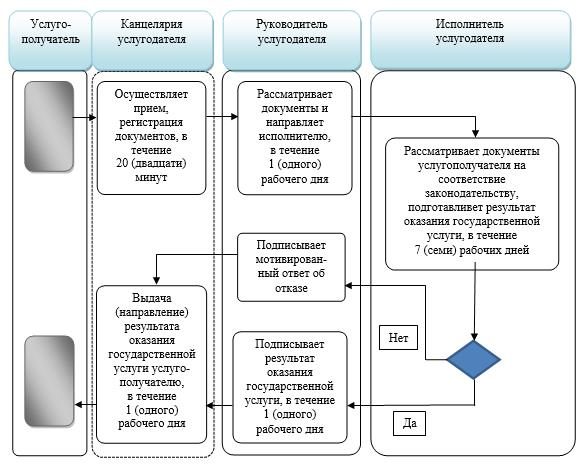 Услуго-
получатель
Канцелярия
услугодателя
Руководитель
услугодателя
Исполнитель
услугодателя
Осуществляет
прием,
регистрация
документов, в
течение
20 (двадцати)
минут
Рассматривает
документы и
направляет
исполнителю,
в течение
1 (одного)
рабочего дня
Рассматривает документы
услугополучателя на
соответствие
законодательству,
подготавливет результат
оказания государственной
услуги, в течение
7 (семи) рабочих дней
Подписывает
мотивирован-
ный ответ об
отказе
Выдача
(направление)
результата
оказания
государственной
услуги услуго-
получателю,
в течение
1 (одного)
рабочего дня
Подписывает
результат
оказания
государственной
услуги, в течение
1 (одного)
рабочего дня
Нет
Да